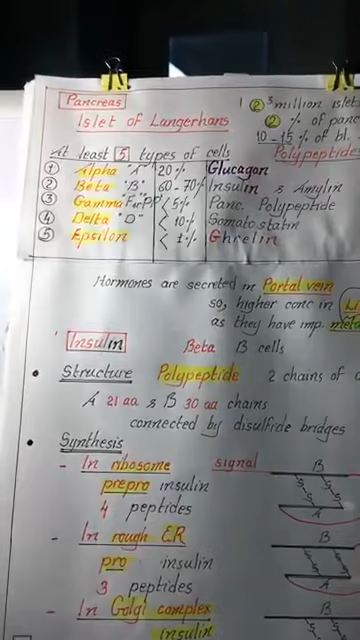 Pancreas
Islet of Langerhans
1 ② 3 million islet
② % of panc
10 - 15 % of bl.
At least 5 types of cells
Polypeptides
① Alpha "A" 20 % Glucagon
② Beta "B" 60 - 70% Insulin & Amylin
③ Gamma F or PP < 5% Panc. Polypeptide
④ Delta "D" < 10% Somatostatin
⑤ Epsilon < 1% Ghrelin
Hormones are secreted in Portal vein
so, higher conc in Li
as they have imp. meta
Insulin Beta B cells
• Structure Polypeptide 2 chains of a
A 21 aa & B 30 aa chains
connected by disulfide bridges
• Synthesis
- In ribosome signal B
prepro insulin
4 peptides A
- In rough ER B
pro insulin
3 peptides A
- In Golgi complex B
insulin